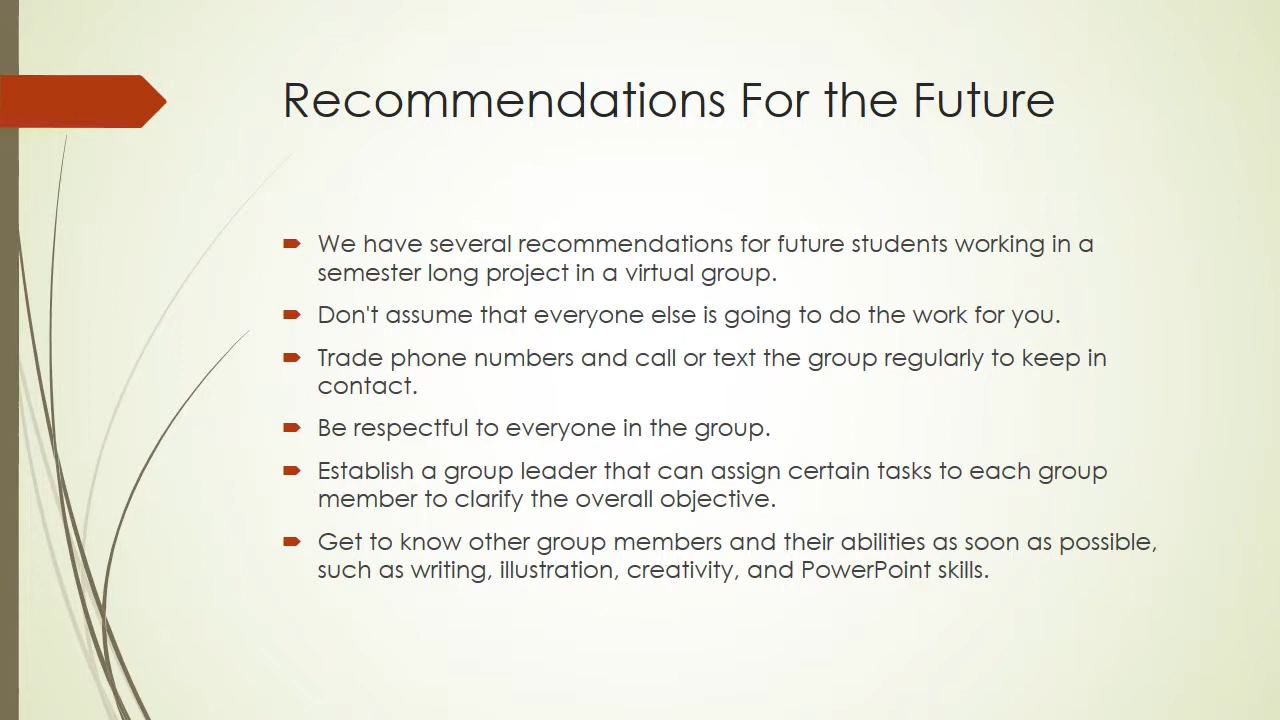 Recommendations For the Future
We have several recommendations for future students working in a
semester long project in a virtual group.
Don't assume that everyone else is going to do the work for you.
Trade phone numbers and call or text the group regularly to keep in
contact.
Be respectful to everyone in the group.
Establish a group leader that can assign certain tasks to each group
member to clarify the overall objective.
Get to know other group members and their abilities as soon as possible,
such as writing, illustration, creativity, and PowerPoint skills.